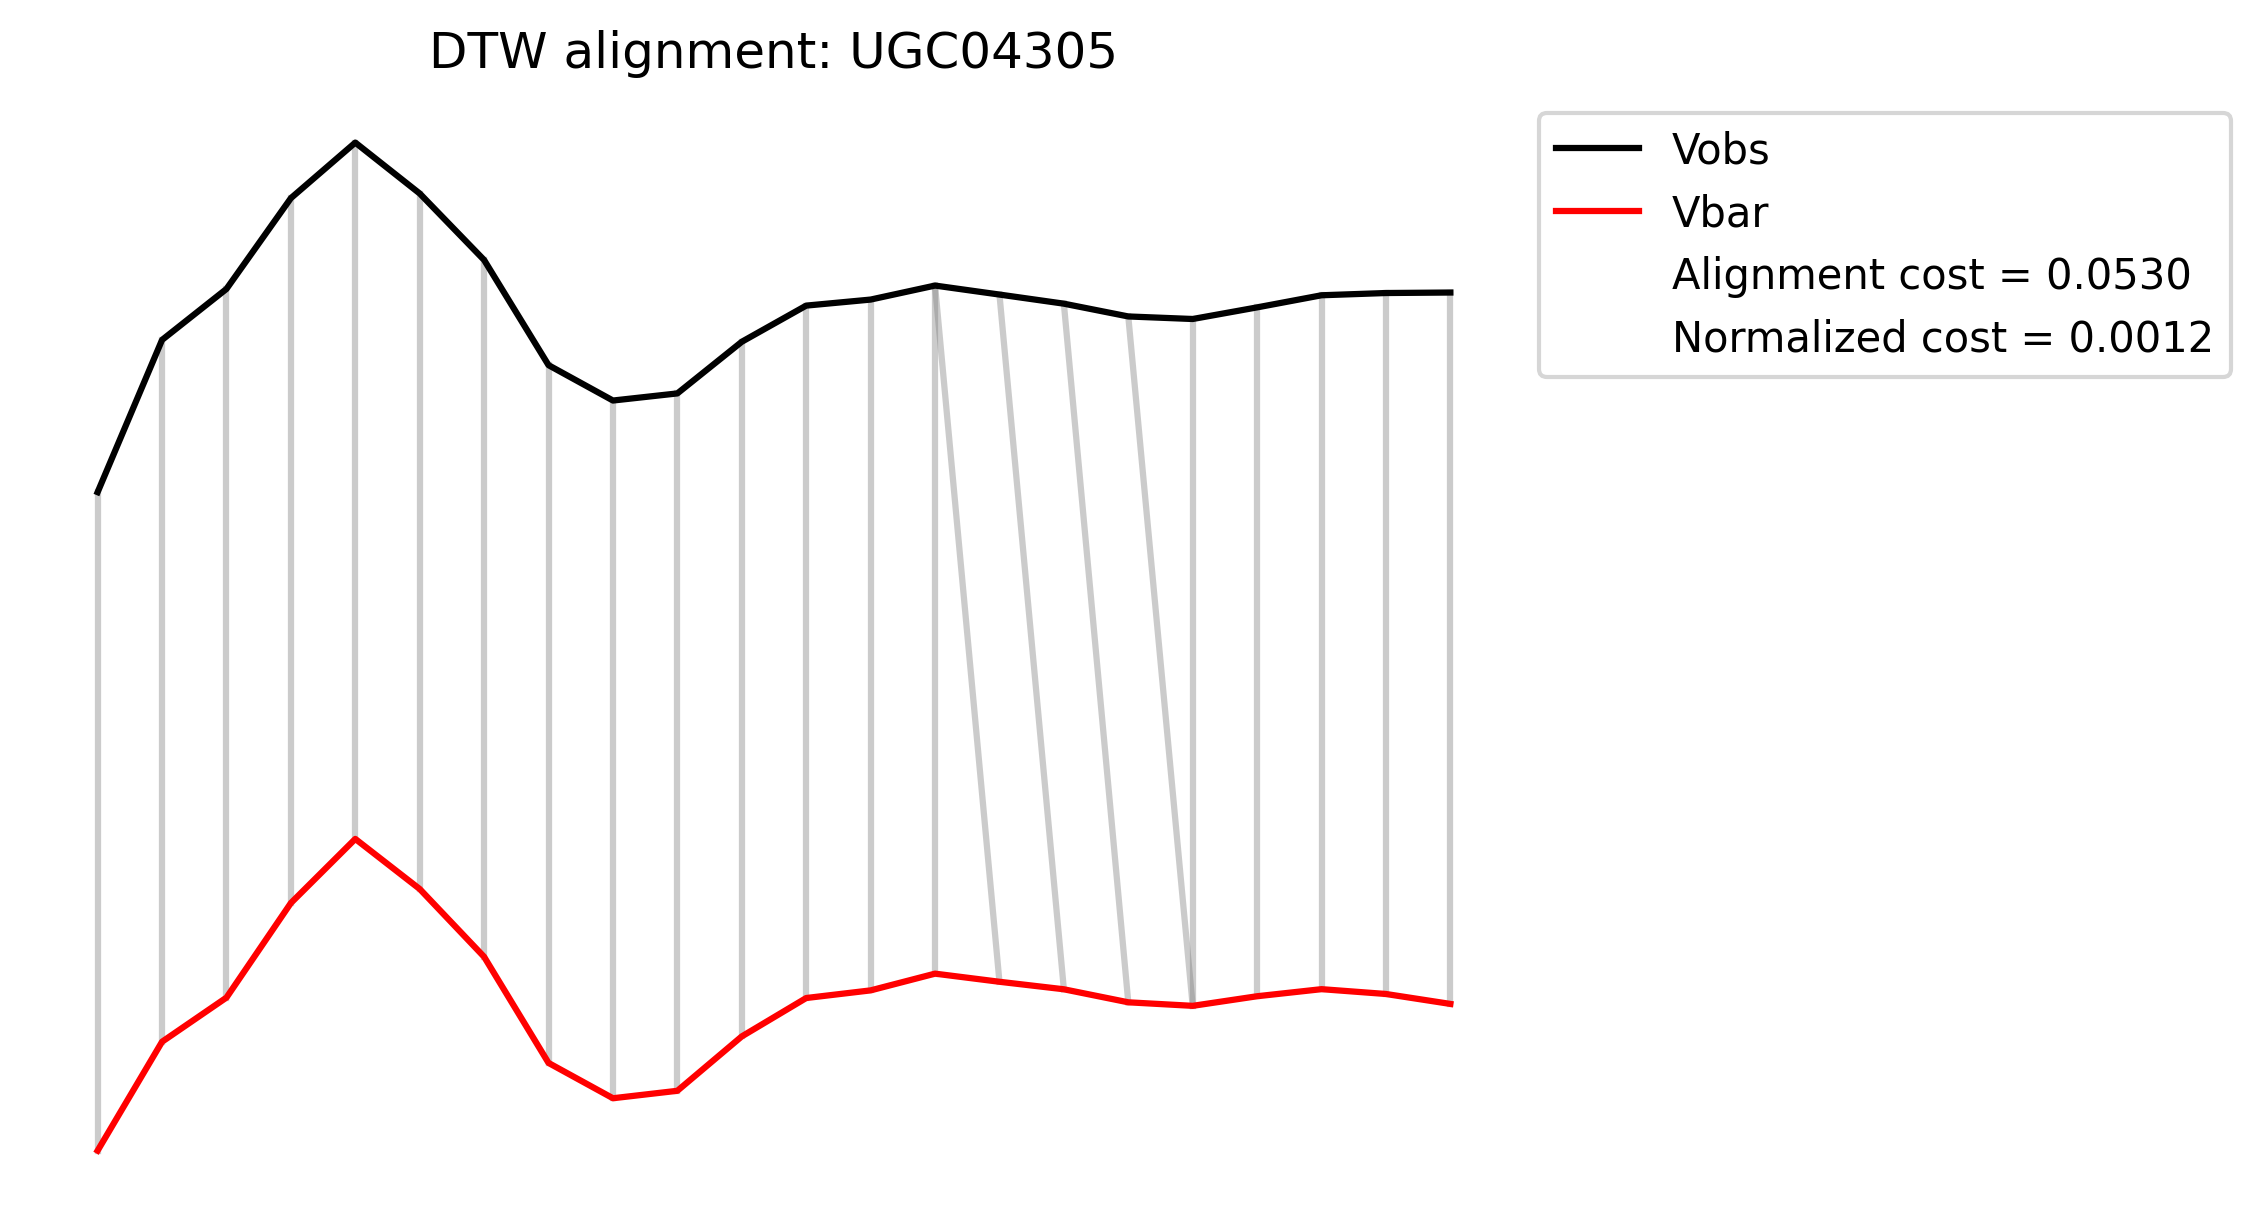 DTW alignment: UGC04305
Vobs
Vbar
Alignment cost = 0.0530
Normalized cost = 0.0012